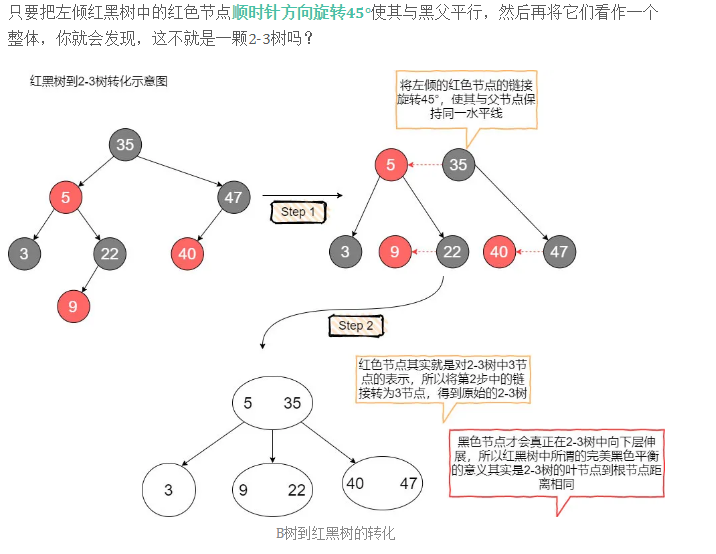 只要把左倾红黑树中的红色节点顺时针方向旋转45°使其与黑父平行，然后再将它们看作一个
整体，你就会发现，这不就是一颗2-3树吗？
红黑树到2-3树转化示意图
将左倾的红色节点的链接
旋转45°，使其与父节点保
持同一水平线
35
5
47
3
22
40
9
Step 1
5
35
3
9
22
40
47
Step 2
红色节点其实就是对2-3树中3节
点的表示，所以将第2步中的链
接转为3节点，得到原始的2-3树
5 35
3
9 22
40 47
黑色节点才会真正在2-3树中向下层伸
展，所以红黑树中所谓的完美黑色平衡
的意义其实是2-3树的叶节点到根节点距
离相同
B树到红黑树的转化